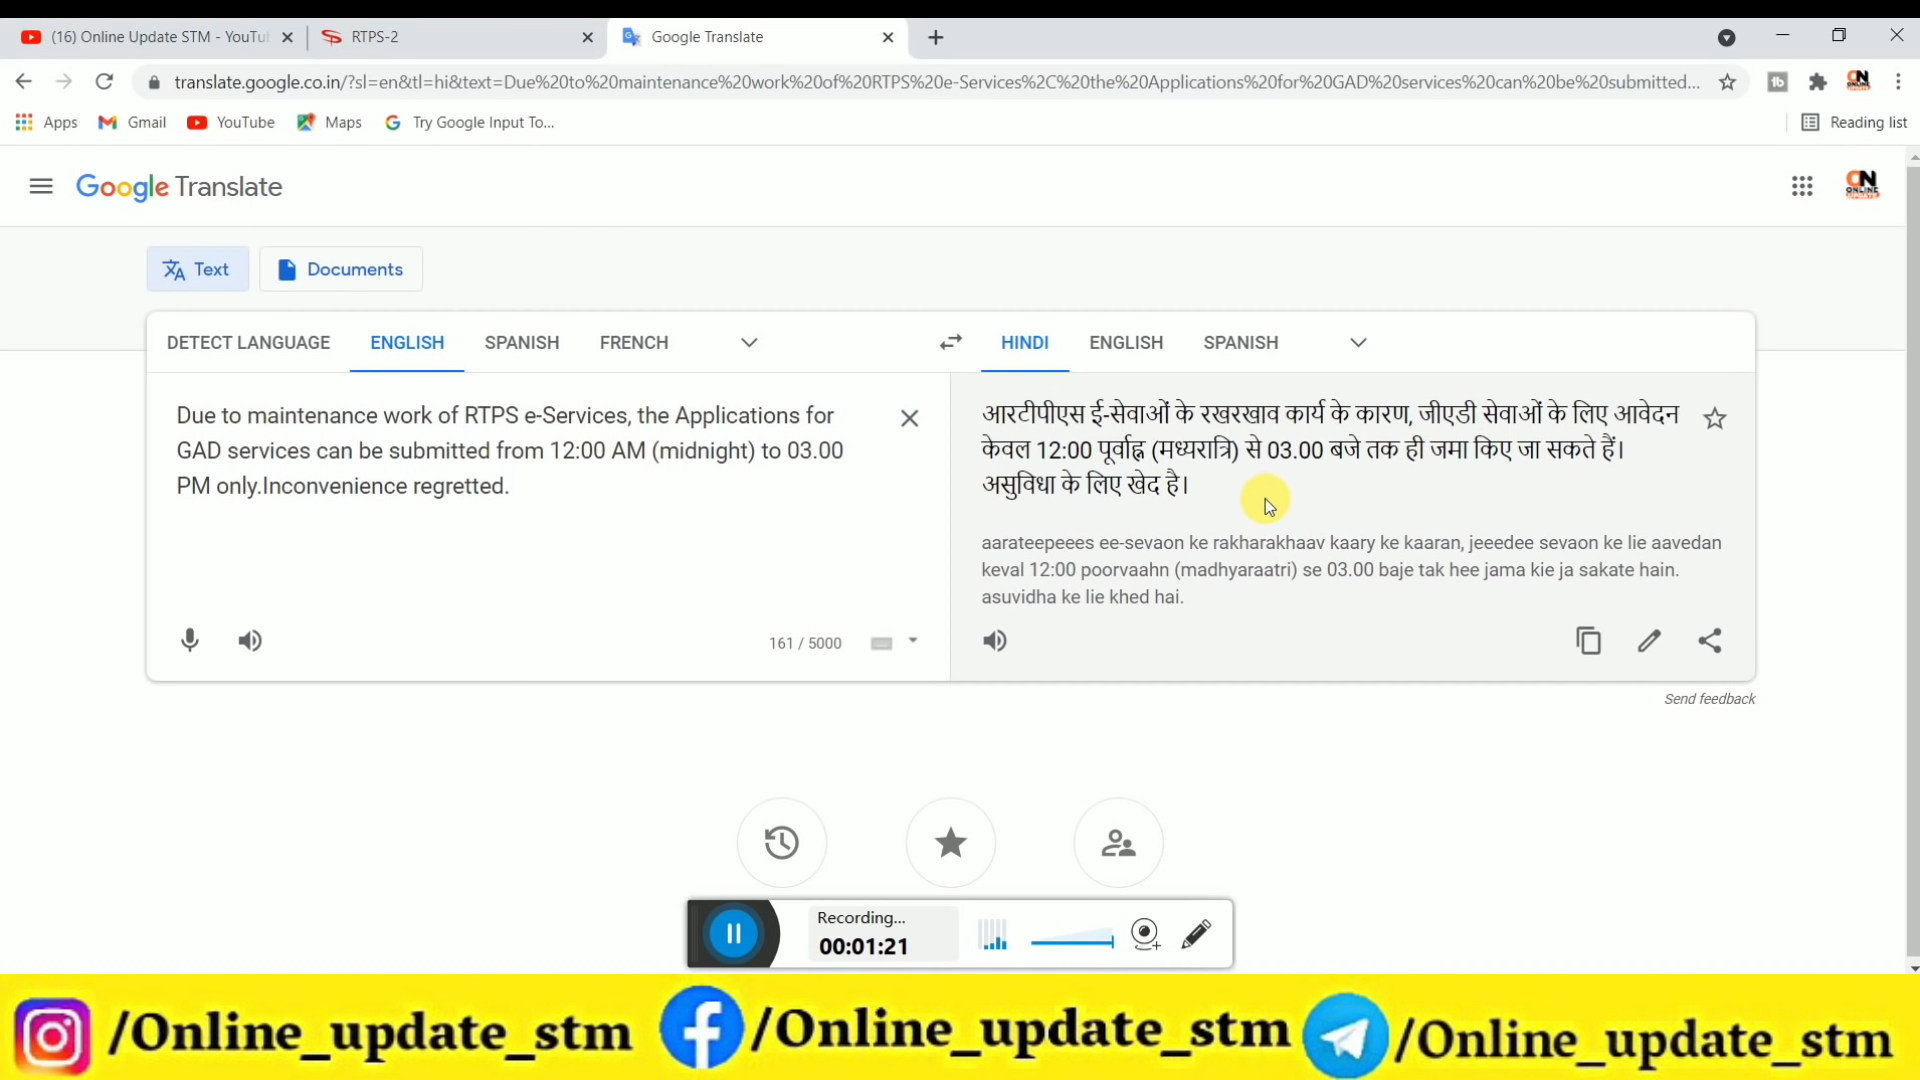 (16) Online Update STM - YouTu
RTPS-2
Google Translate
translate.google.co.in/?sl=en&tl=hi&text=Due%20to%20maintenance%20work%20of%20RTPS%20e-Services%2C%20the%20Applications%20for%20GAD%20services%20can%20be%20submitted...
Apps
Gmail
YouTube
Maps
Try Google Input To...
Reading list
Google Translate
ON
ONLINE
UPDATE
Text
Documents
DETECT LANGUAGE
ENGLISH
SPANISH
FRENCH
HINDI
ENGLISH
SPANISH
Due to maintenance work of RTPS e-Services, the Applications for
GAD services can be submitted from 12:00 AM (midnight) to 03.00
PM only.Inconvenience regretted.
161 / 5000
आरटीपीएस ई-सेवाओं के रखरखाव कार्य के कारण, जीएडी सेवाओं के लिए आवेदन
केवल 12:00 पूर्वाह्न (मध्यरात्रि) से 03.00 बजे तक ही जमा किए जा सकते हैं।
असुविधा के लिए खेद है।
aarateepeees ee-sevaon ke rakharakhaav kaary ke kaaran, jeeedee sevaon ke lie aavedan
keval 12:00 poorvaahn (madhyaraatri) se 03.00 baje tak hee jama kie ja sakate hain.
asuvidha ke lie khed hai.
Send feedback
Recording...
00:01:21
/Online_update_stm
/Online_update_stm
/Online_update_stm